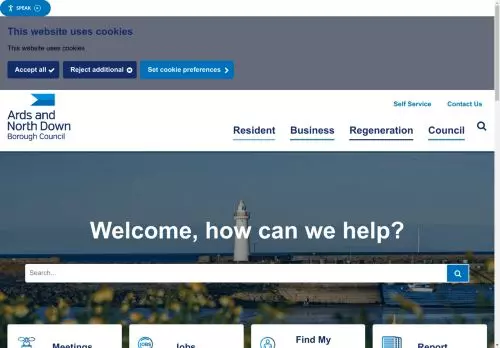 SPEAK
This website uses cookies
This website uses cookies
Accept all
Reject additional
Set cookie preferences
Ards and
North Down
Borough Council
Self Service
Contact Us
Resident
Business
Regeneration
Council
Welcome, how can we help?
Search...
Meetings
JOBS
Jobs
Find My
Report